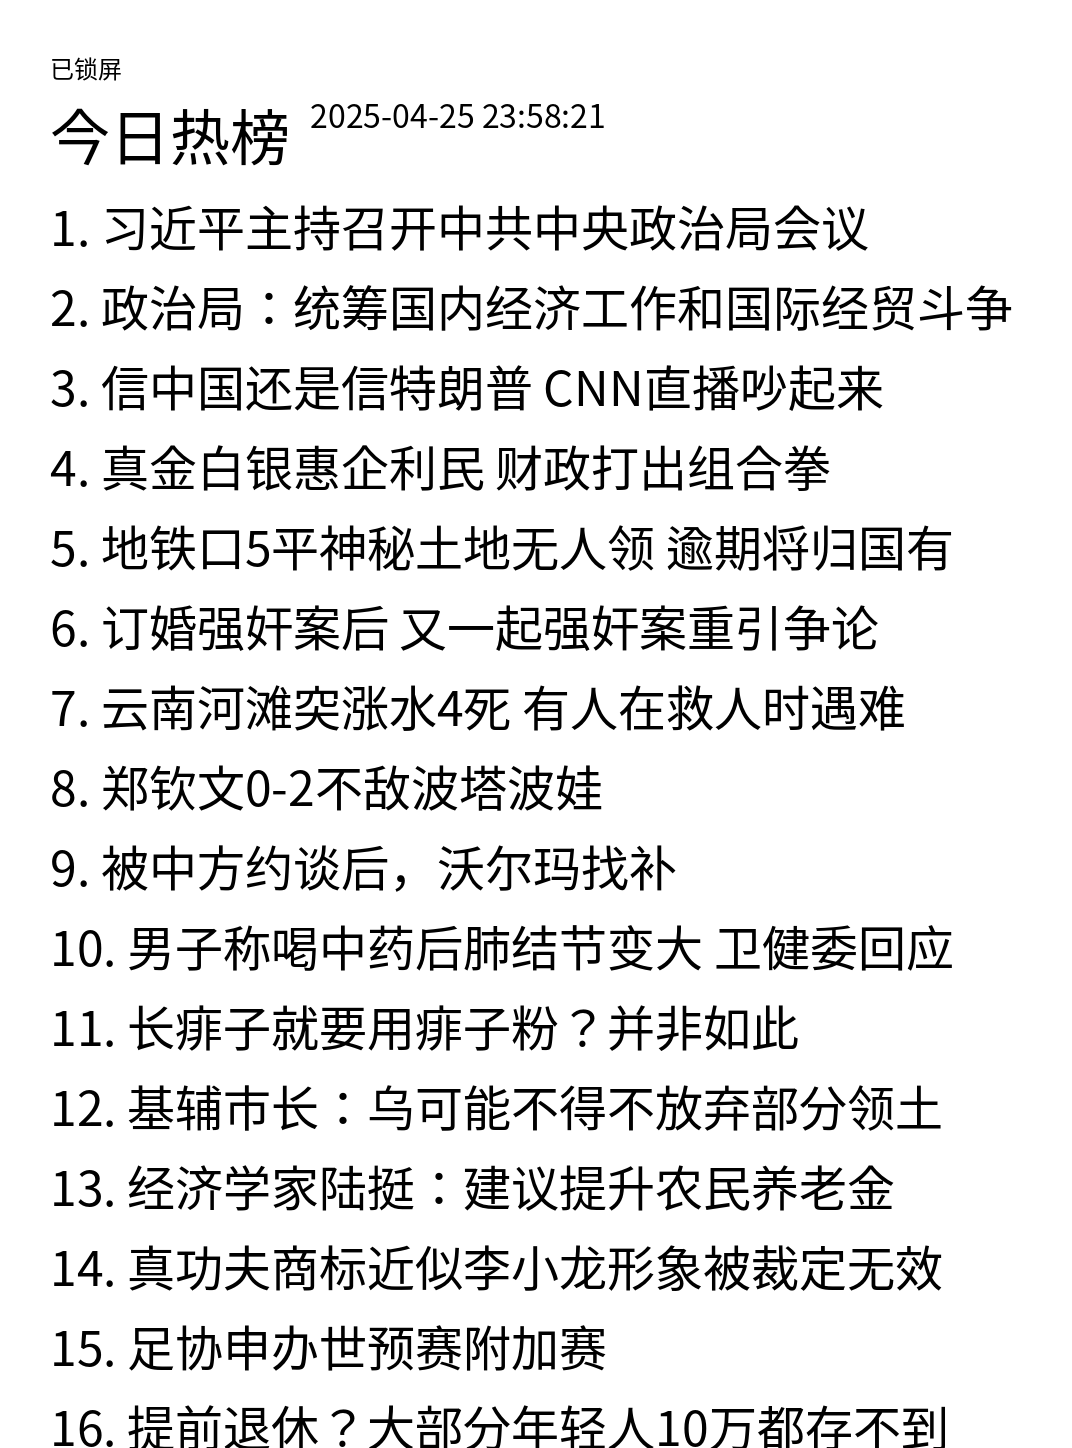 已锁屏
今日热榜 2025-04-25 23:58:21
1. 习近平主持召开中共中央政治局会议
2. 政治局：统筹国内经济工作和国际经贸斗争
3. 信中国还是信特朗普 CNN直播吵起来
4. 真金白银惠企利民 财政打出组合拳
5. 地铁口5平神秘土地无人领 逾期将归国有
6. 订婚强奸案后 又一起强奸案重引争论
7. 云南河滩突涨水4死 有人在救人时遇难
8. 郑钦文0-2不敌波塔波娃
9. 被中方约谈后，沃尔玛找补
10. 男子称喝中药后肺结节变大 卫健委回应
11. 长痱子就要用痱子粉？并非如此
12. 基辅市长：乌可能不得不放弃部分领土
13. 经济学家陆挺：建议提升农民养老金
14. 真功夫商标近似李小龙形象被裁定无效
15. 足协申办世预赛附加赛
16. 提前退休？大部分年轻人10万都存不到